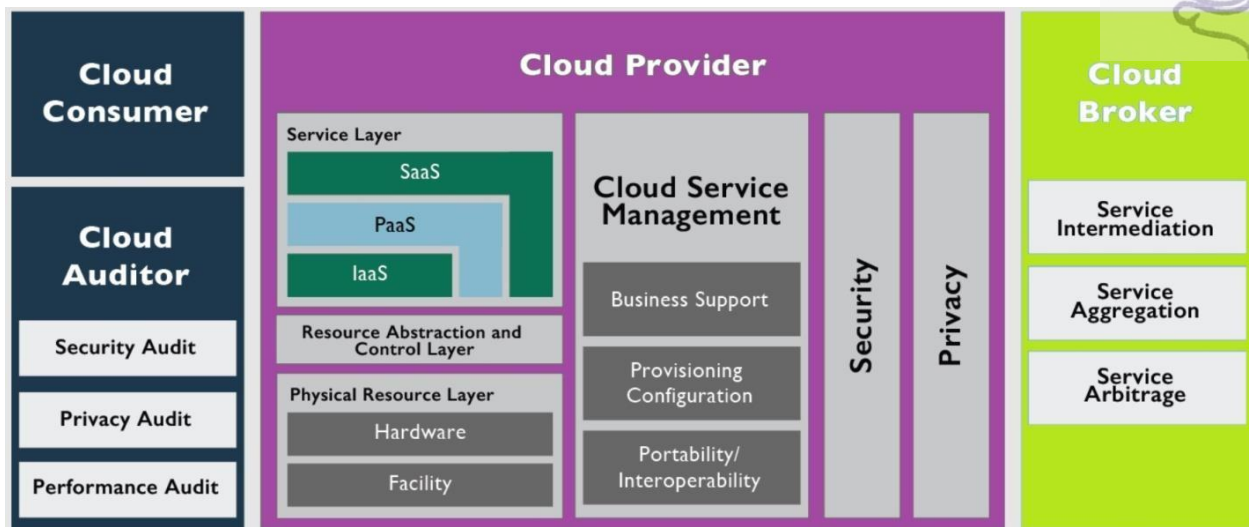 Cloud
Consumer
Cloud
Auditor
Security Audit
Privacy Audit
Performance Audit
Cloud Provider
Service Layer
SaaS
PaaS
IaaS
Resource Abstraction and
Control Layer
Physical Resource Layer
Hardware
Facility
Cloud Service
Management
Business Support
Provisioning
Configuration
Portability/
Interoperability
Security
Privacy
Cloud
Broker
Service
Intermediation
Service
Aggregation
Service
Arbitrage